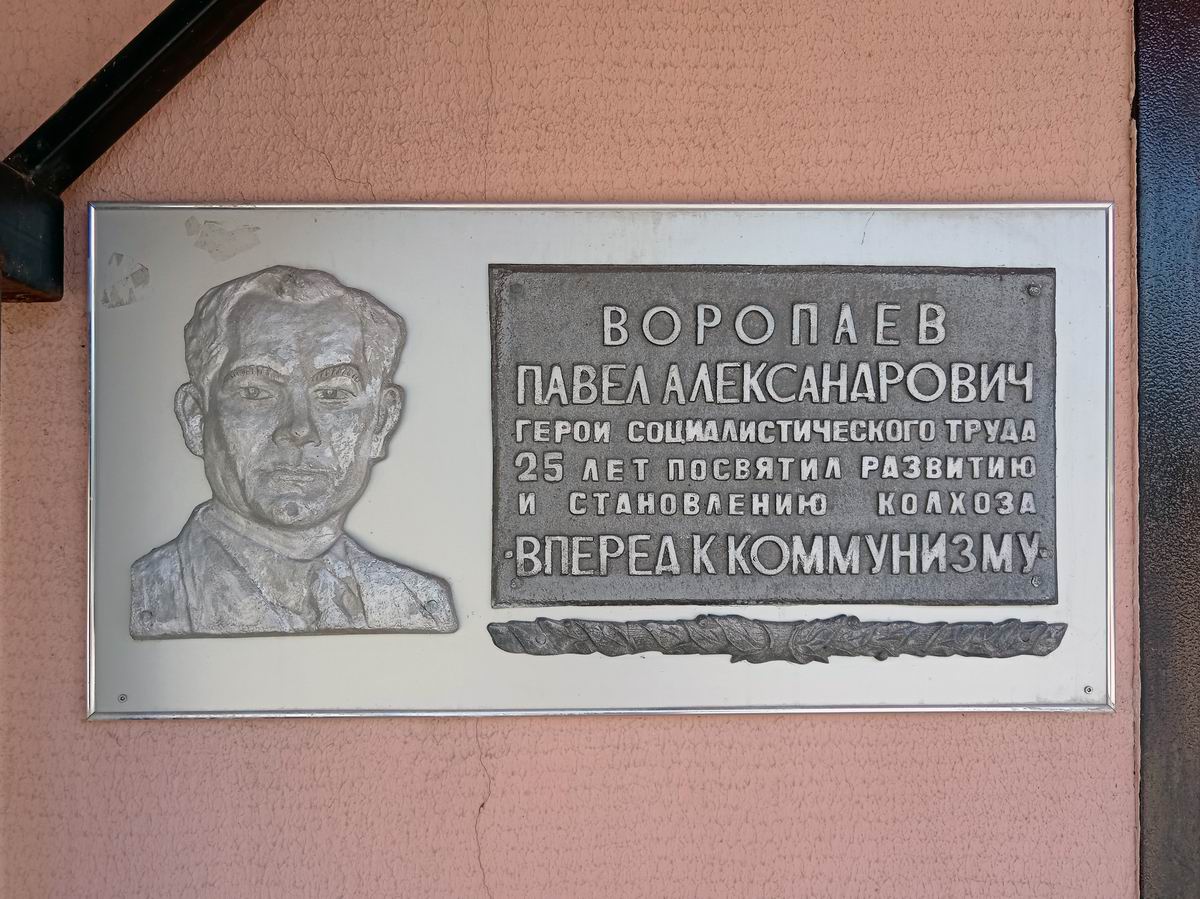 ВОРОПАЕВ
ПАВЕЛ АЛЕКСАНДРОВИЧ
ГЕРОИ СОЦИАЛИСТИЧЕСКОГО ТРУДА
25 ЛЕТ ПОСВЯТИЛ РАЗВИТИЮ
И СТАНОВЛЕНИЮ КОЛХОЗА
·ВПЕРЕД К КОММУНИЗМУ·